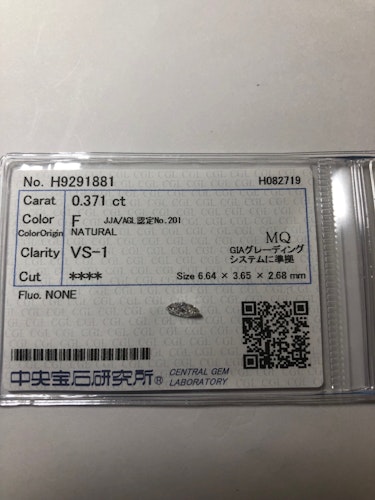 No. H9291881 H082719
Carat 0.371 ct
Color F JJA/AGL認定No.201
ColorOrigin NATURAL
MQ
Clarity VS-1 GIAグレーディング
システムに準拠
Cut **** Size 6.64 × 3.65 × 2.68 mm
Fluo. NONE
中央宝石研究所® CENTRAL GEM
LABORATORY